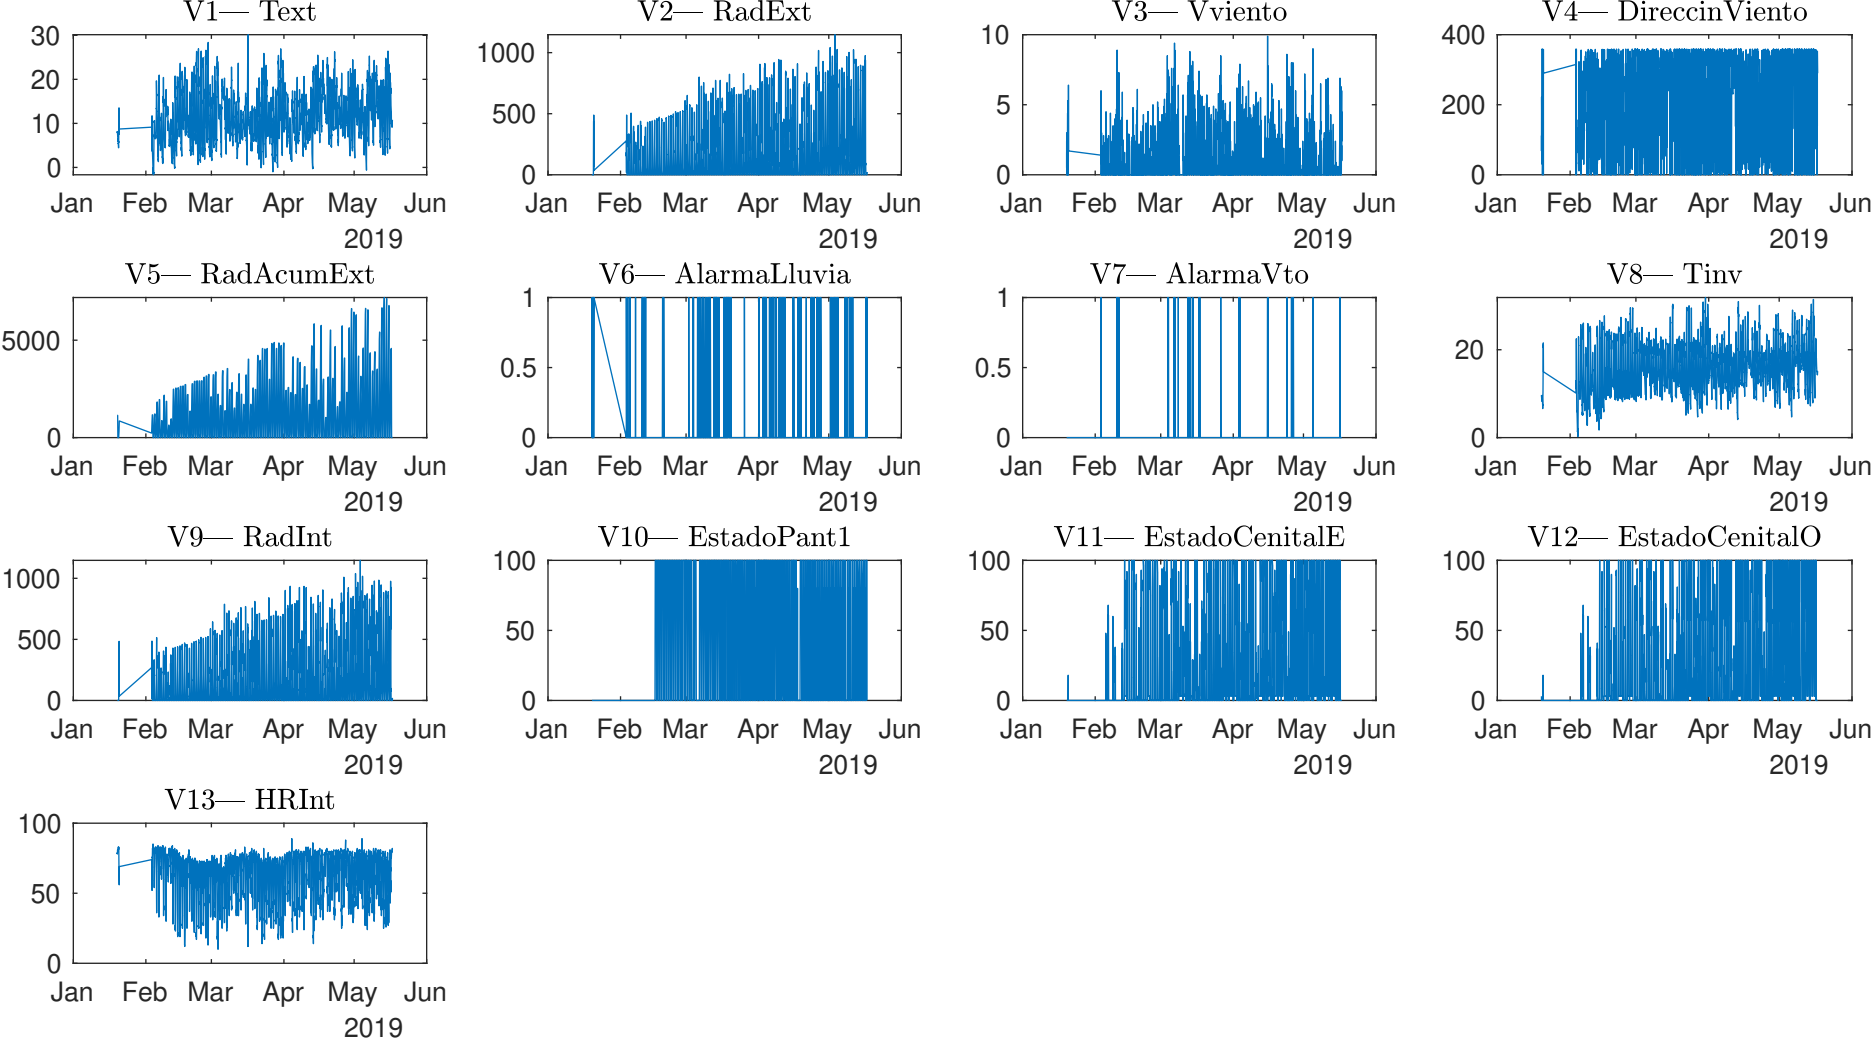 V1— Text
V2— RadExt
V3— Vviento
V4— DireccinViento
30
20
10
0
Jan Feb Mar Apr May Jun
2019
1000
500
0
Jan Feb Mar Apr May Jun
2019
10
5
0
Jan Feb Mar Apr May Jun
2019
400
200
0
Jan Feb Mar Apr May Jun
2019
V5— RadAcumExt
V6— AlarmaLluvia
V7— AlarmaVto
V8— Tinv
5000
0
Jan Feb Mar Apr May Jun
2019
1
0.5
0
Jan Feb Mar Apr May Jun
2019
1
0.5
0
Jan Feb Mar Apr May Jun
2019
20
0
Jan Feb Mar Apr May Jun
2019
V9— RadInt
V10— EstadoPant1
V11— EstadoCenitalE
V12— EstadoCenitalO
1000
500
0
Jan Feb Mar Apr May Jun
2019
100
50
0
Jan Feb Mar Apr May Jun
2019
100
50
0
Jan Feb Mar Apr May Jun
2019
100
50
0
Jan Feb Mar Apr May Jun
2019
V13— HRInt
100
50
0
Jan Feb Mar Apr May Jun
2019